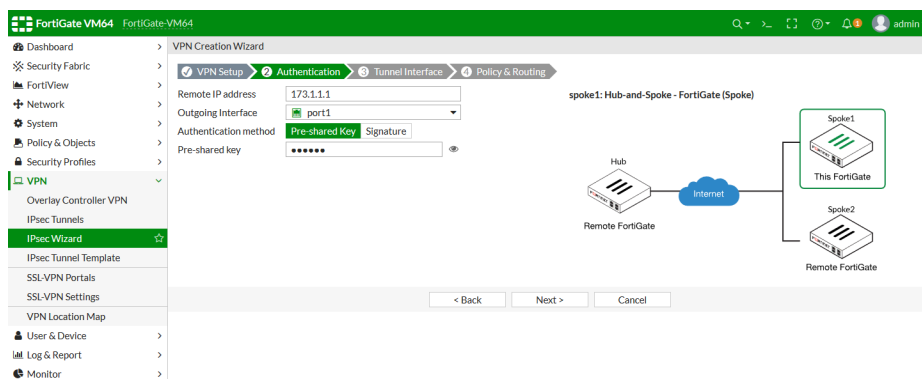 FortiGate VM64 FortiGate-VM64
admin
Dashboard
Security Fabric
FortiView
Network
System
Policy & Objects
Security Profiles
VPN
Overlay Controller VPN
IPsec Tunnels
IPsec Wizard
IPsec Tunnel Template
SSL-VPN Portals
SSL-VPN Settings
VPN Location Map
User & Device
Log & Report
Monitor
VPN Creation Wizard
VPN Setup 2 Authentication 3 Tunnel Interface 4 Policy & Routing
Remote IP address 173.1.1.1
Outgoing Interface port1
Authentication method Pre-shared Key Signature
Pre-shared key ••••••
spoke1: Hub-and-Spoke - FortiGate (Spoke)
Spoke1
This FortiGate
Hub
Internet
Remote FortiGate
Spoke2
Remote FortiGate
< Back Next > Cancel